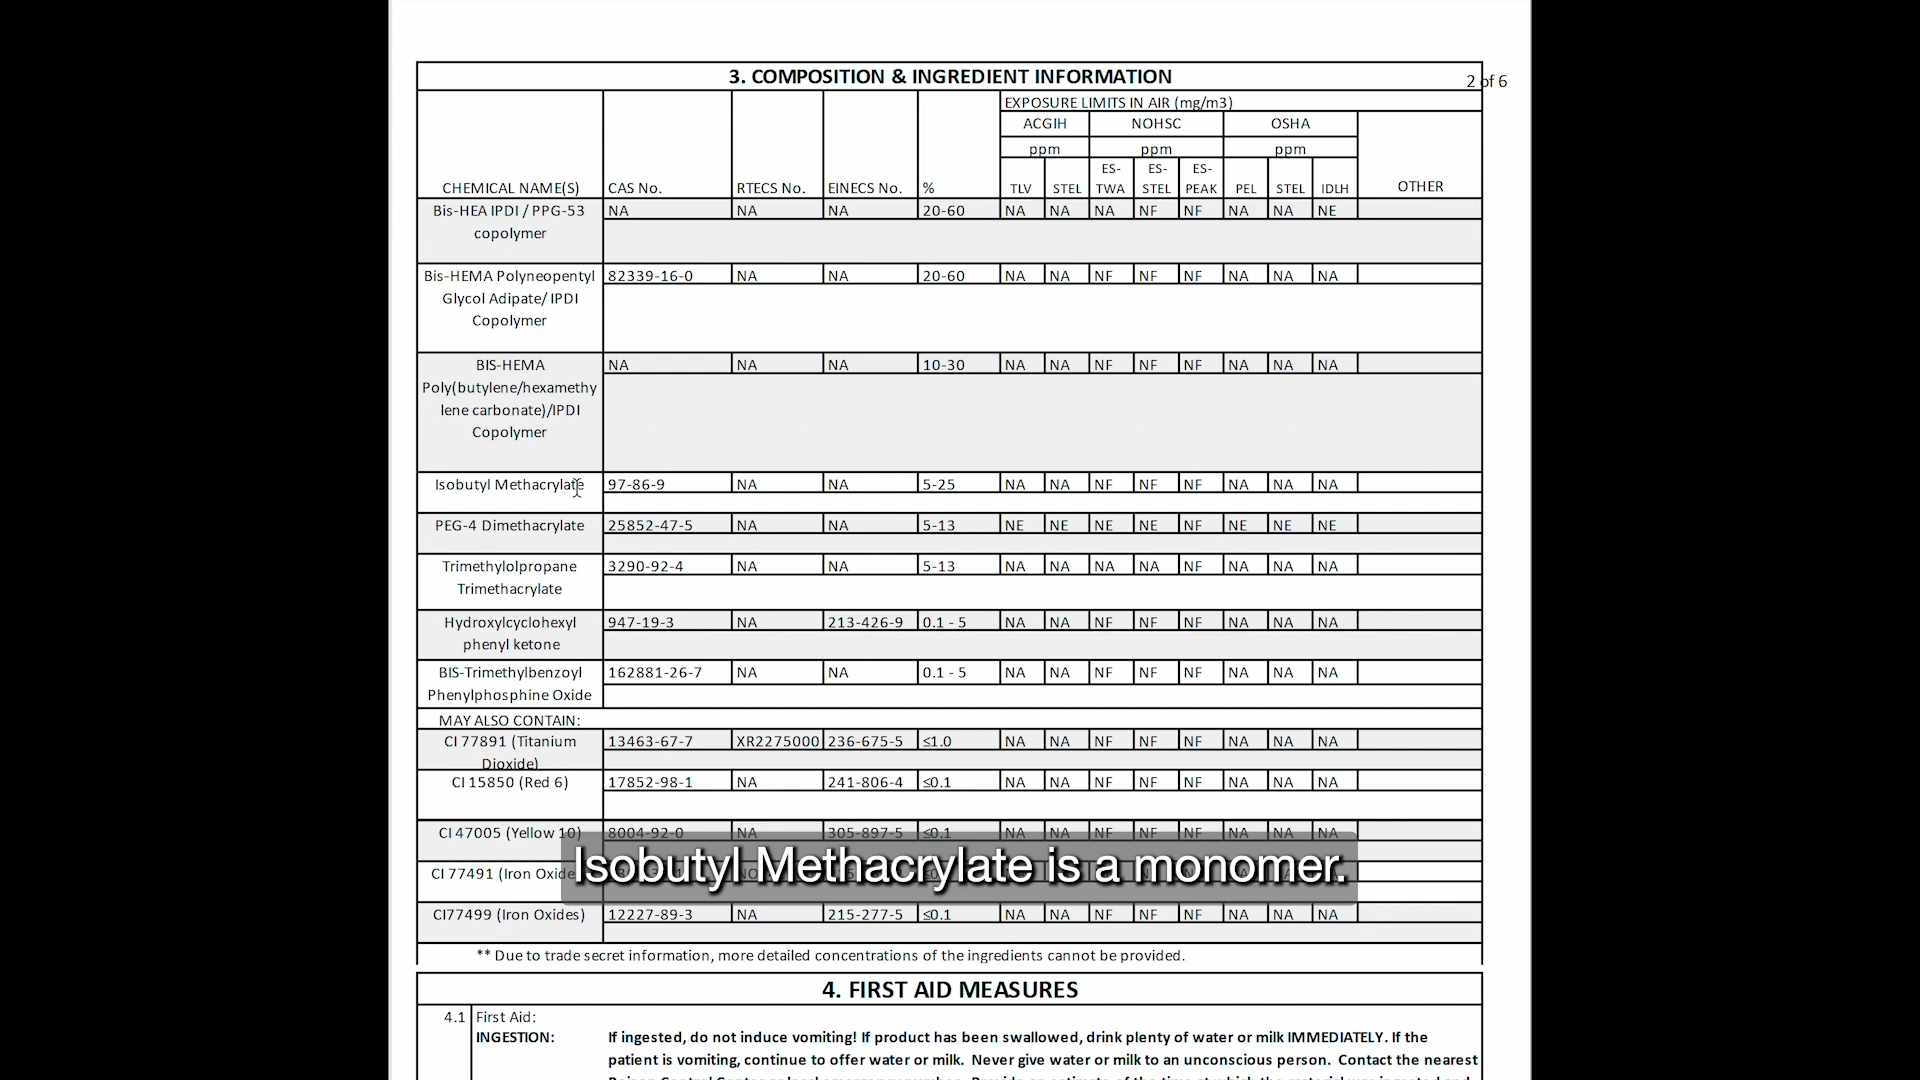 3. COMPOSITION & INGREDIENT INFORMATION
2 of 6
EXPOSURE LIMITS IN AIR (mg/m3)
ACGIH NOHSC OSHA
ppm ppm ppm
ES- ES- ES-
CHEMICAL NAME(S) CAS No. RTECS No. EINECS No. % TLV STEL TWA STEL PEAK PEL STEL IDLH OTHER
Bis-HEA IPDI / PPG-53 NA NA NA 20-60 NA NA NA NF NF NA NA NE
copolymer
Bis-HEMA Polyneopentyl 82339-16-0 NA NA 20-60 NA NA NF NF NF NA NA NA
Glycol Adipate/ IPDI
Copolymer
BIS-HEMA NA NA NA 10-30 NA NA NF NF NF NA NA NA
Poly(butylene/hexamethy
lene carbonate)/IPDI
Copolymer
Isobutyl Methacrylate 97-86-9 NA NA 5-25 NA NA NF NF NF NA NA NA
PEG-4 Dimethacrylate 25852-47-5 NA NA 5-13 NE NE NE NE NF NE NE NE
Trimethylolpropane 3290-92-4 NA NA 5-13 NA NA NA NA NF NA NA NA
Trimethacrylate
Hydroxylcyclohexyl 947-19-3 NA 213-426-9 0.1 - 5 NA NA NF NF NF NA NA NA
phenyl ketone
BIS-Trimethylbenzoyl 162881-26-7 NA NA 0.1 - 5 NA NA NF NF NF NA NA NA
Phenylphosphine Oxide
MAY ALSO CONTAIN:
CI 77891 (Titanium 13463-67-7 XR2275000 236-675-5 ≤1.0 NA NA NF NF NF NA NA NA
Dioxide)
CI 15850 (Red 6) 17852-98-1 NA 241-806-4 ≤0.1 NA NA NF NF NF NA NA NA
CI 47005 (Yellow 10) 8004-92-0 NA 305-897-5 ≤0.1 NA NA NF NF NF NA NA NA
CI 77491 (Iron
Isobutyl Methacrylate is a monomer.
CI77499 (Iron Oxides) 12227-89-3 NA 215-277-5 ≤0.1 NA NA NF NF NF NA NA NA
** Due to trade secret information, more detailed concentrations of the ingredients cannot be provided.
4. FIRST AID MEASURES
4.1 First Aid:
INGESTION: If ingested, do not induce vomiting! If product has been swallowed, drink plenty of water or milk IMMEDIATELY. If the
patient is vomiting, continue to offer water or milk. Never give water or milk to an unconscious person. Contact the nearest